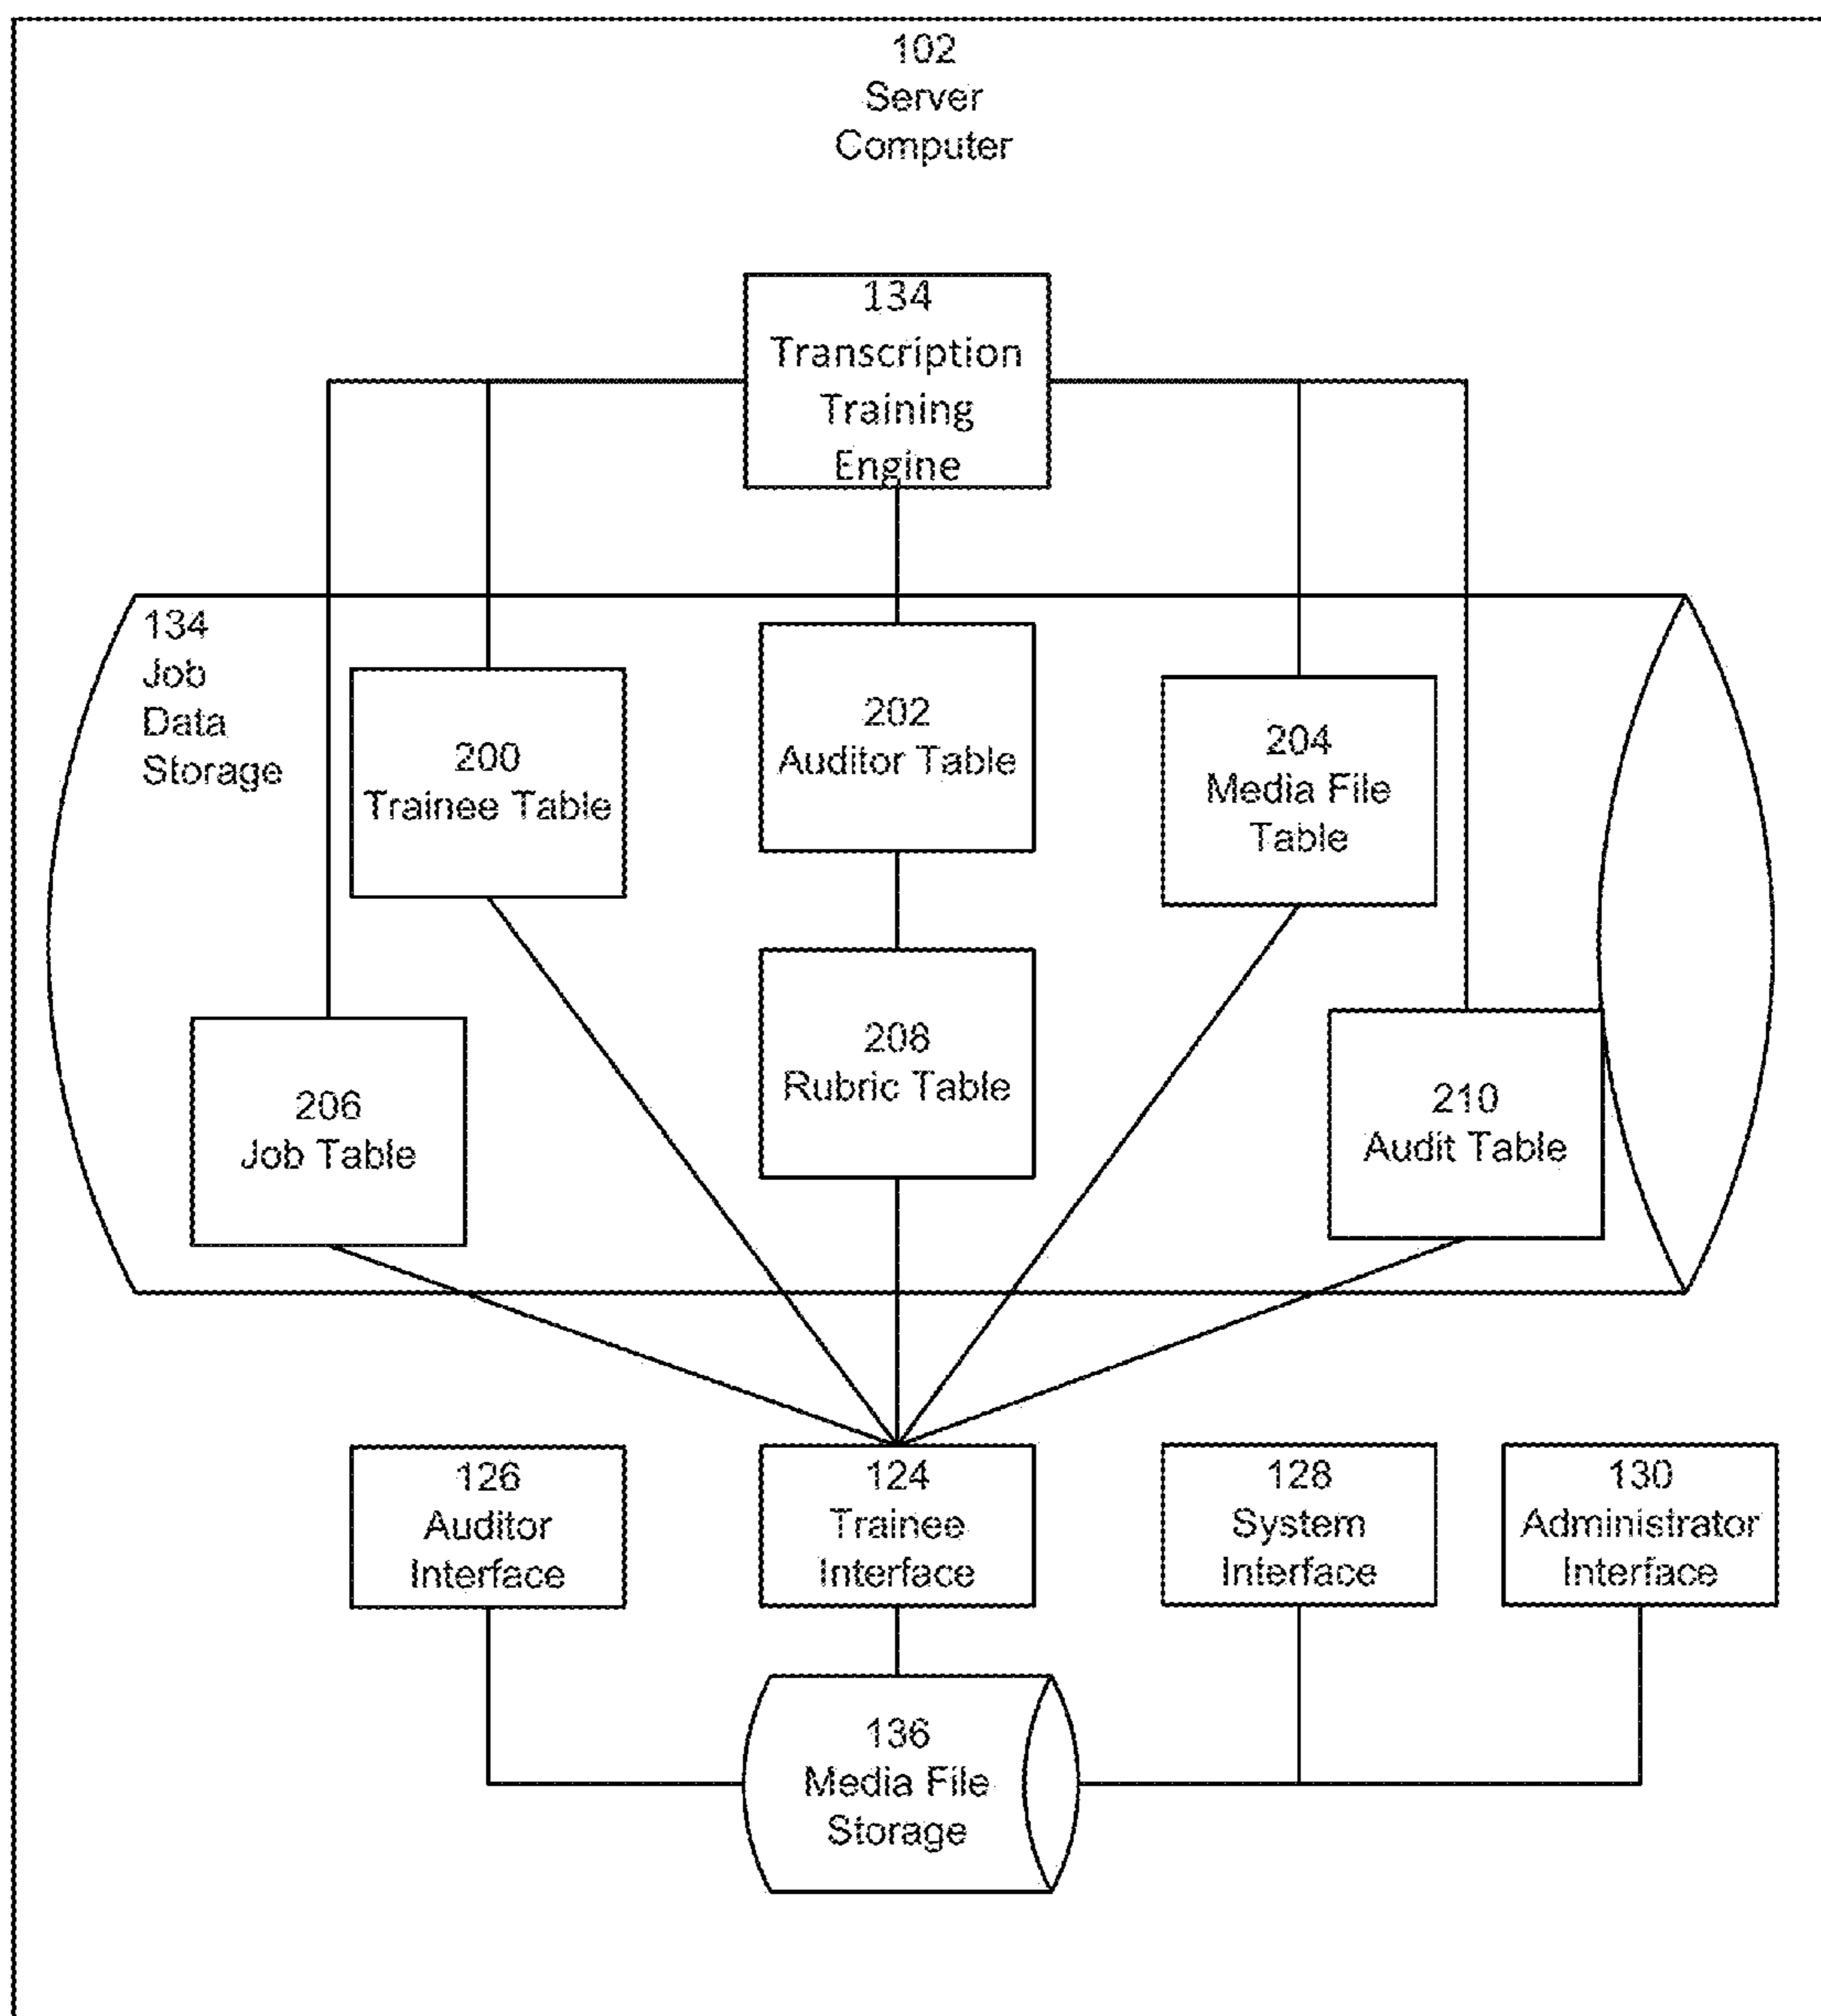 102
Server
Computer
134
Transcription
Training
Engine
134
Job
Data
Storage
200
Trainee Table
202
Auditor Table
204
Media File
Table
206
Job Table
208
Rubric Table
210
Audit Table
126
Auditor
Interface
124
Trainee
Interface
128
System
Interface
130
Administrator
Interface
136
Media File
Storage